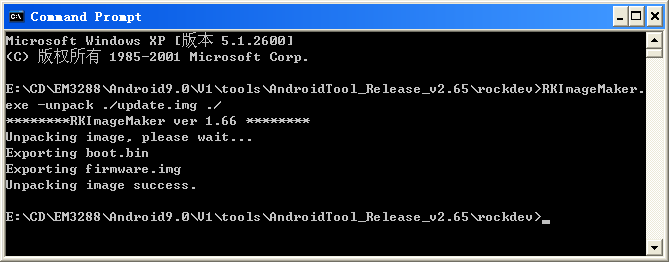 Command Prompt
Microsoft Windows XP [版本 5.1.2600]
(C) 版权所有 1985-2001 Microsoft Corp.
E:\CD\EM3288\Android9.0\V1\tools\AndroidTool_Release_v2.65\rockdev>RKImageMaker.
exe -unpack ./update.img ./
********RKImageMaker ver 1.66 ********
Unpacking image, please wait...
Exporting boot.bin
Exporting firmware.img
Unpacking image success.
E:\CD\EM3288\Android9.0\V1\tools\AndroidTool_Release_v2.65\rockdev>_